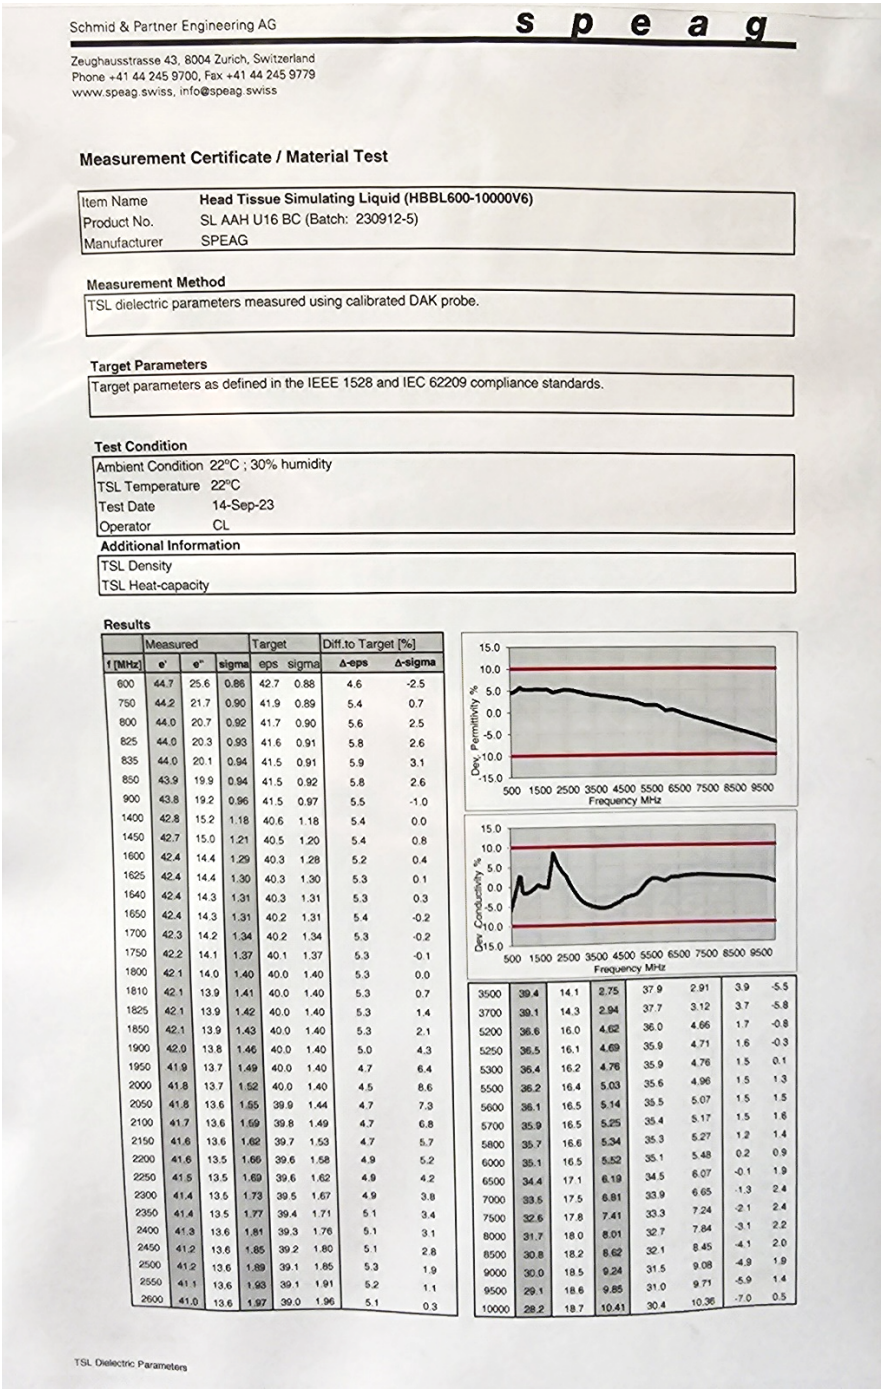 Schmid & Partner Engineering AG
s p e a g
Zeughausstrasse 43, 8004 Zurich, Switzerland
Phone +41 44 245 9700, Fax +41 44 245 9779
www.speag.swiss, info@speag.swiss
Measurement Certificate / Material Test
Item Name Head Tissue Simulating Liquid (HBBL600-10000V6)
Product No. SL AAH U16 BC (Batch: 230912-5)
Manufacturer SPEAG
Measurement Method
TSL dielectric parameters measured using calibrated DAK probe.
Target Parameters
Target parameters as defined in the IEEE 1528 and IEC 62209 compliance standards.
Test Condition
Ambient Condition 22°C ; 30% humidity
TSL Temperature 22°C
Test Date 14-Sep-23
Operator CL
Additional Information
TSL Density
TSL Heat-capacity
Results
Measured Target Diff.to Target [%]
f [MHz] e' e" sigma eps sigma Δ-eps Δ-sigma
600 44.7 25.6 0.86 42.7 0.88 4.6 -2.5
750 44.2 21.7 0.90 41.9 0.89 5.4 0.7
800 44.0 20.7 0.92 41.7 0.90 5.6 2.5
825 44.0 20.3 0.93 41.6 0.91 5.8 2.6
835 44.0 20.1 0.94 41.5 0.91 5.9 3.1
850 43.9 19.9 0.94 41.5 0.92 5.8 2.6
900 43.8 19.2 0.96 41.5 0.97 5.5 -1.0
1400 42.8 15.2 1.18 40.6 1.18 5.4 0.0
1450 42.7 15.0 1.21 40.5 1.20 5.4 0.8
1600 42.4 14.4 1.29 40.3 1.28 5.2 0.4
1625 42.4 14.4 1.30 40.3 1.30 5.3 0.1
1640 42.4 14.3 1.31 40.3 1.31 5.3 0.3
1650 42.4 14.3 1.31 40.2 1.31 5.4 -0.2
1700 42.3 14.2 1.34 40.2 1.34 5.3 -0.2
1750 42.2 14.1 1.37 40.1 1.37 5.3 -0.1
1800 42.1 14.0 1.40 40.0 1.40 5.3 0.0
1810 42.1 13.9 1.41 40.0 1.40 5.3 0.7
1825 42.1 13.9 1.42 40.0 1.40 5.3 1.4
1850 42.1 13.9 1.43 40.0 1.40 5.3 2.1
1900 42.0 13.8 1.46 40.0 1.40 5.0 4.3
1950 41.9 13.7 1.49 40.0 1.40 4.7 6.4
2000 41.8 13.7 1.52 40.0 1.40 4.5 8.6
2050 41.8 13.6 1.55 39.9 1.44 4.7 7.3
2100 41.7 13.6 1.59 39.8 1.49 4.7 6.8
2150 41.6 13.6 1.62 39.7 1.53 4.7 5.7
2200 41.6 13.5 1.66 39.6 1.58 4.9 5.2
2250 41.5 13.5 1.69 39.6 1.62 4.9 4.2
2300 41.4 13.5 1.73 39.5 1.67 4.9 3.8
2350 41.4 13.5 1.77 39.4 1.71 5.1 3.4
2400 41.3 13.6 1.81 39.3 1.76 5.1 3.1
2450 41.2 13.6 1.85 39.2 1.80 5.1 2.8
2500 41.2 13.6 1.89 39.1 1.85 5.3 1.9
2550 41.1 13.6 1.93 39.1 1.91 5.2 1.1
2600 41.0 13.6 1.97 39.0 1.96 5.1 0.3
15.0
10.0
5.0
0.0
-5.0
-10.0
-15.0
Dev. Permittivity %
500 1500 2500 3500 4500 5500 6500 7500 8500 9500
Frequency MHz
15.0
10.0
5.0
0.0
-5.0
-10.0
-15.0
Dev. Conductivity %
500 1500 2500 3500 4500 5500 6500 7500 8500 9500
Frequency MHz
3500 39.4 14.1 2.75 37.9 2.91 3.9 -5.5
3700 39.1 14.3 2.94 37.7 3.12 3.7 -5.8
5200 36.6 16.0 4.62 36.0 4.66 1.7 -0.8
5250 36.5 16.1 4.69 35.9 4.71 1.6 -0.3
5300 36.4 16.2 4.76 35.9 4.76 1.5 0.1
5500 36.2 16.4 5.03 35.6 4.96 1.5 1.3
5600 36.1 16.5 5.14 35.5 5.07 1.5 1.5
5700 35.9 16.5 5.25 35.4 5.17 1.5 1.6
5800 35.7 16.6 5.34 35.3 5.27 1.2 1.4
6000 35.1 16.5 5.52 35.1 5.48 0.2 0.9
6500 34.4 17.1 6.19 34.5 6.07 -0.1 1.9
7000 33.5 17.5 6.81 33.9 6.65 -1.3 2.4
7500 32.6 17.8 7.41 33.3 7.24 -2.1 2.4
8000 31.7 18.0 8.01 32.7 7.84 -3.1 2.2
8500 30.8 18.2 8.62 32.1 8.45 -4.1 2.0
9000 30.0 18.5 9.24 31.5 9.08 -4.9 1.9
9500 29.1 18.6 9.85 31.0 9.71 -5.9 1.4
10000 28.2 18.7 10.41 30.4 10.36 -7.0 0.5
TSL Dielectric Parameters